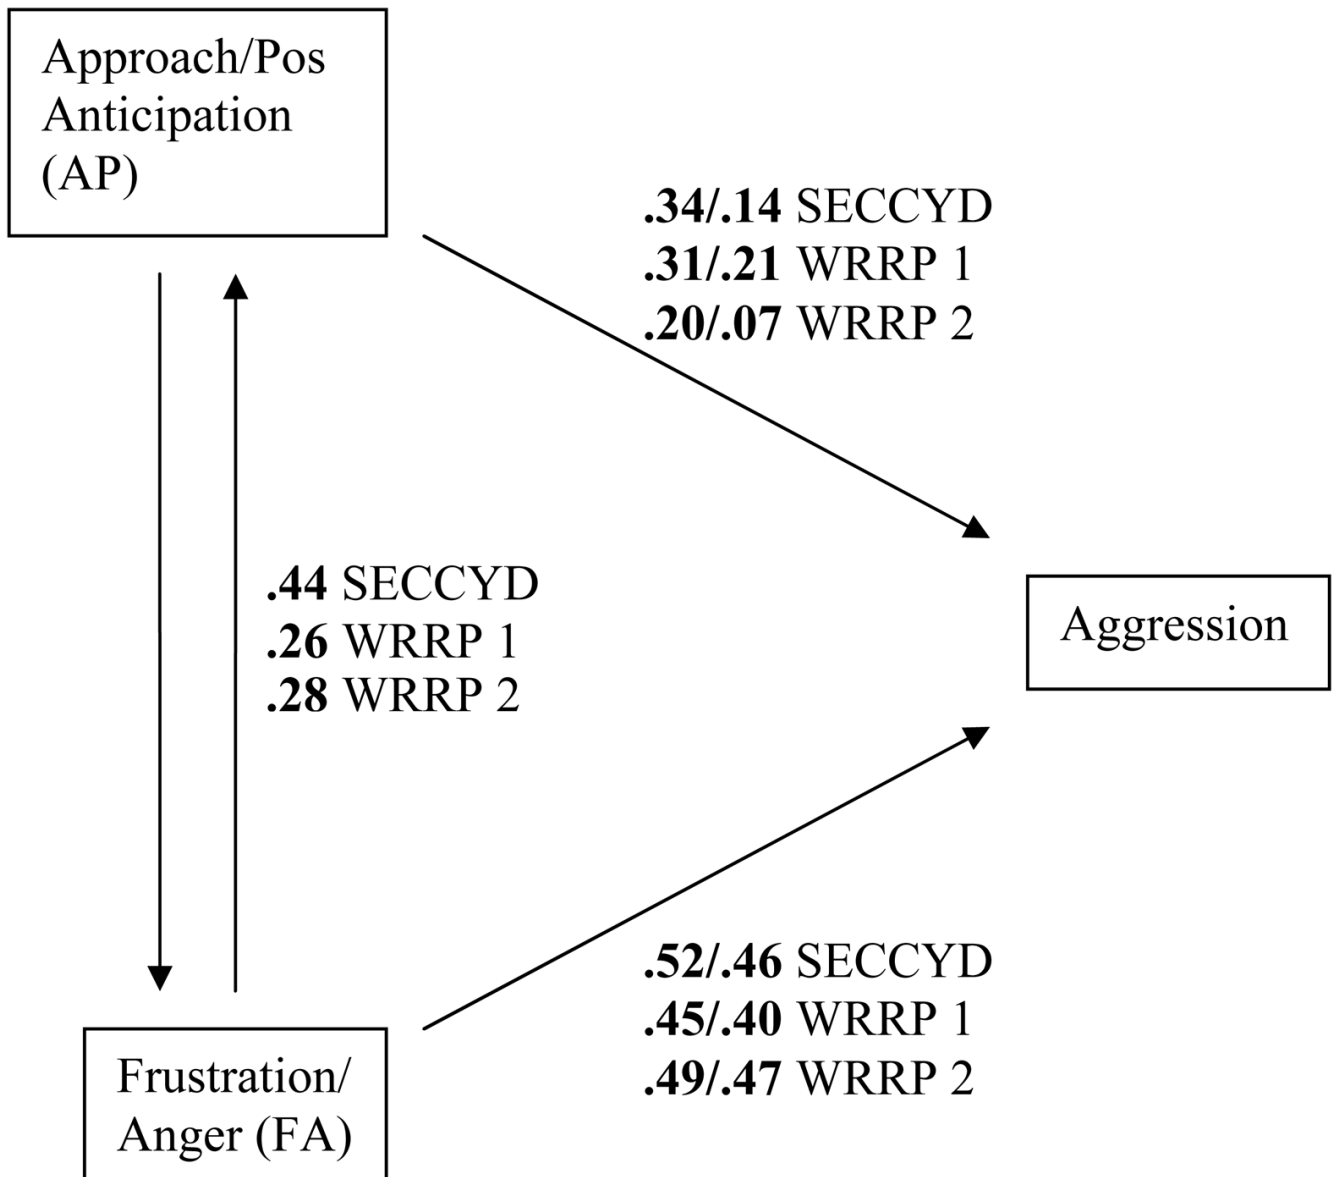 Approach/Pos
Anticipation
(AP)
.34/.14 SECCYD
.31/.21 WRRP 1
.20/.07 WRRP 2
.44 SECCYD
.26 WRRP 1
.28 WRRP 2
Aggression
.52/.46 SECCYD
.45/.40 WRRP 1
.49/.47 WRRP 2
Frustration/
Anger (FA)